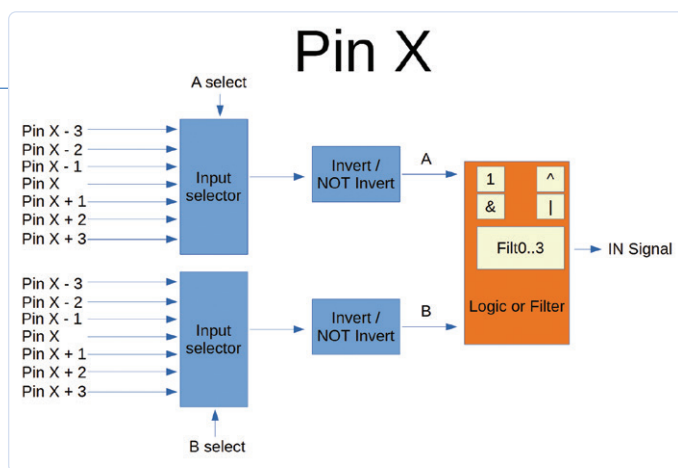 Pin X
A select
Pin X - 3
Pin X - 2
Pin X - 1
Pin X
Pin X + 1
Pin X + 2
Pin X + 3
Input
selector
Invert /
NOT Invert
A
1
^
&
|
Filt0..3
Logic or Filter
IN Signal
Pin X - 3
Pin X - 2
Pin X - 1
Pin X
Pin X + 1
Pin X + 2
Pin X + 3
Input
selector
Invert /
NOT Invert
B
B select